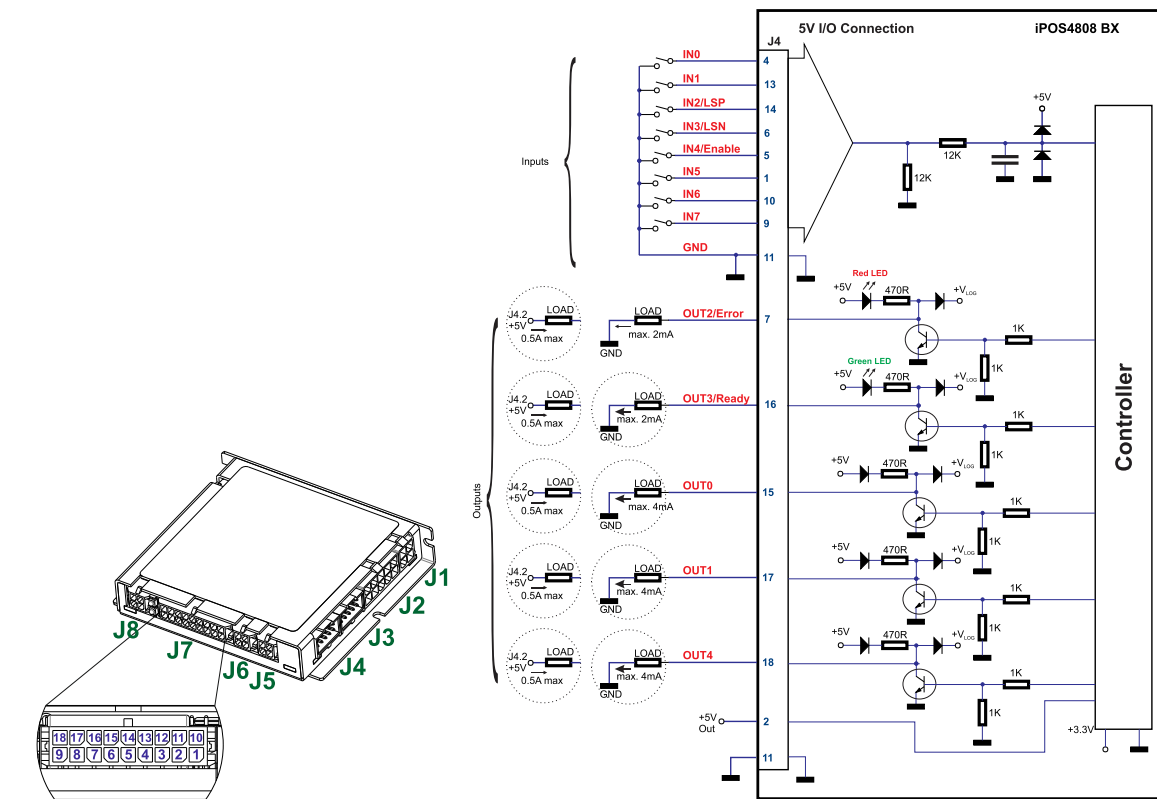 5V I/O Connection
iPOS4808 BX
J4
Inputs
IN0
4
IN1
13
IN2/LSP
14
IN3/LSN
6
IN4/Enable
5
IN5
1
IN6
10
IN7
9
GND
11
+5V
12K
12K
Controller
Outputs
J4.2
+5V
LOAD
0.5A max
LOAD
max. 2mA
GND
OUT2/Error
7
Red LED
+5V
470R
+VLOG
1K
1K
J4.2
+5V
LOAD
0.5A max
LOAD
max. 2mA
GND
OUT3/Ready
16
Green LED
+5V
470R
+VLOG
1K
1K
J4.2
+5V
LOAD
0.5A max
LOAD
max. 4mA
GND
OUT0
15
+5V
470R
+VLOG
1K
1K
J4.2
+5V
LOAD
0.5A max
LOAD
max. 4mA
GND
OUT1
17
+5V
470R
+VLOG
1K
1K
J4.2
+5V
LOAD
0.5A max
LOAD
max. 4mA
GND
OUT4
18
+5V
470R
+VLOG
1K
1K
+5V
Out
2
+3.3V
11
J1
J2
J3
J4
J5
J6
J7
J8
18 17 16 15 14 13 12 11 10
9 8 7 6 5 4 3 2 1